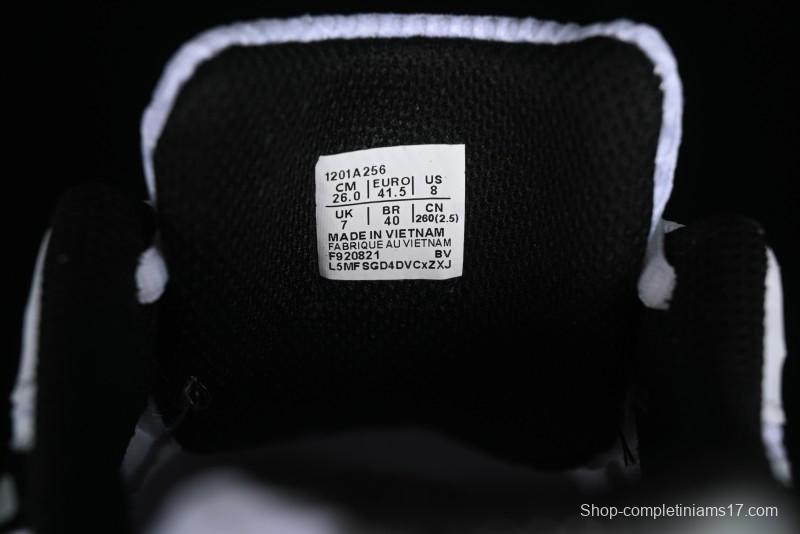 1201A256
CM 26.0 | EURO 41.5 | US 8
UK 7 | BR 40 | CN 260(2.5)
MADE IN VIETNAM
FABRIQUE AU VIETNAM
F920821 BV
L5MFSGD4DVCxZXJ
Shop-completiniams17.com